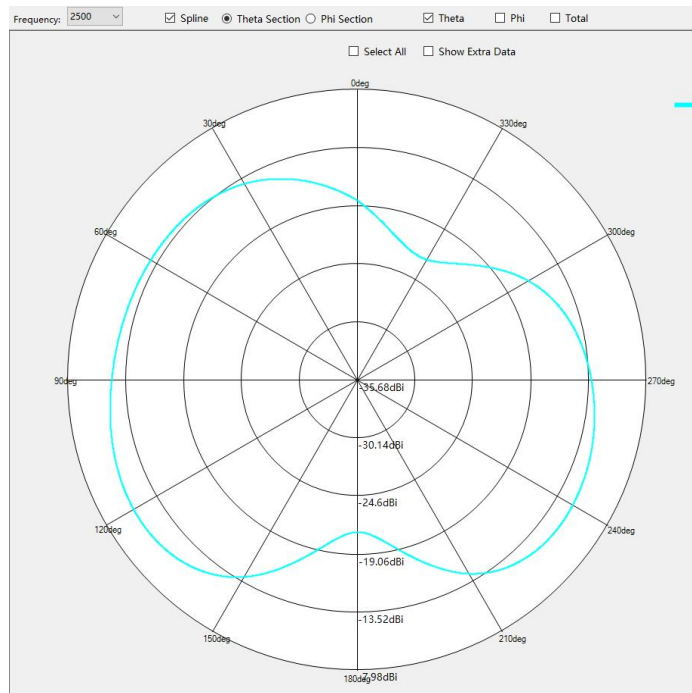 Frequency: 2500 Spline Theta Section Phi Section Theta Phi Total
Select All Show Extra Data
0deg
30deg 330deg
60deg 300deg
90deg 270deg
-35.68dBi
-30.14dBi
-24.6dBi
120deg 240deg
-19.06dBi
-13.52dBi
150deg 210deg
180deg -7.98dBi